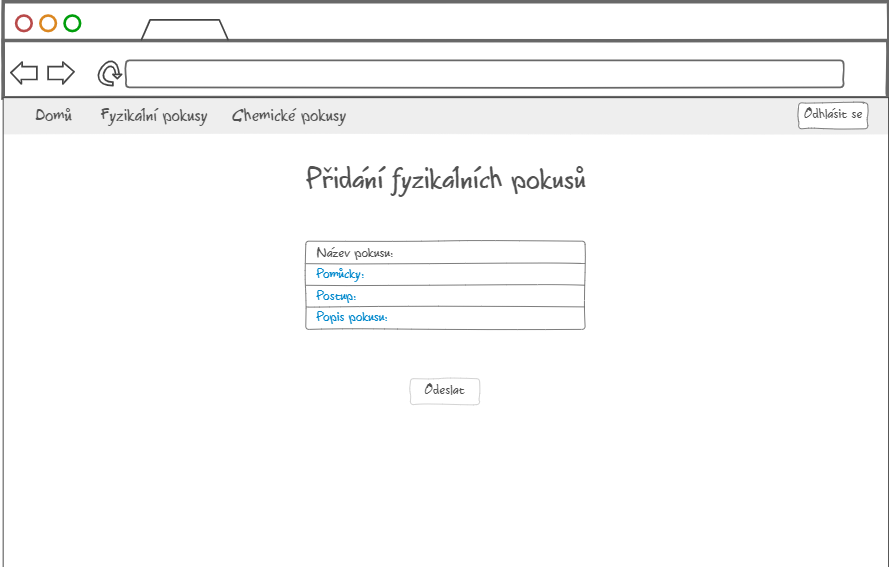 Domů Fyzikální pokusy Chemické pokusy Odhlásit se
Přidání fyzikálních pokusů
Název pokusu:
Pomůcky:
Postup:
Popis pokusu:
Odeslat